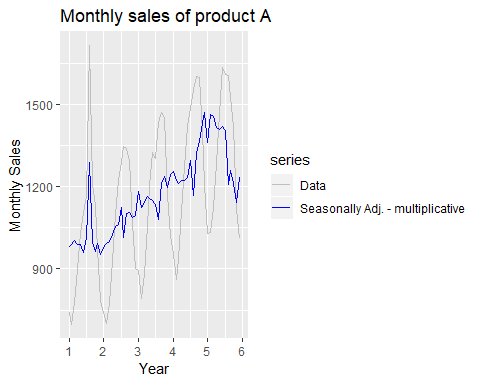 Monthly sales of product A
1500
1200
900
Monthly Sales
1 2 3 4 5 6
Year
series
Data
Seasonally Adj. - multiplicative